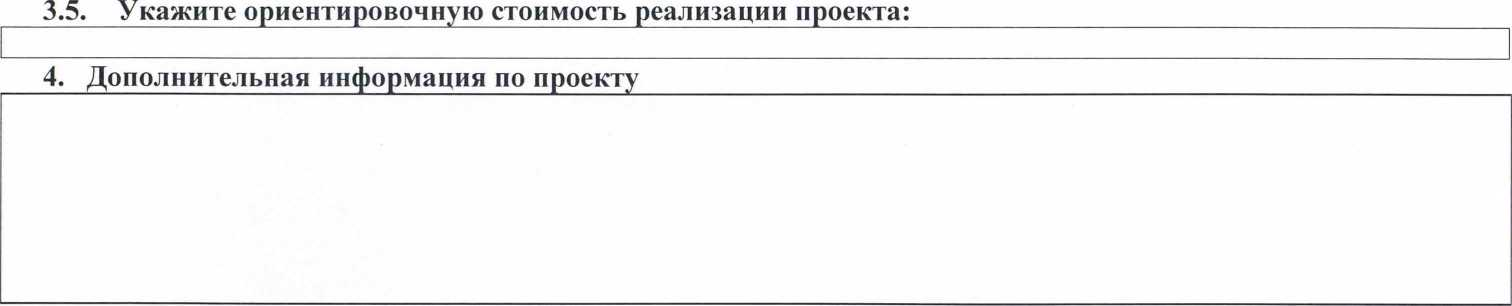 3.5. Укажите ориентировочную стоимость реализации проекта:
4. Дополнительная информация по проекту